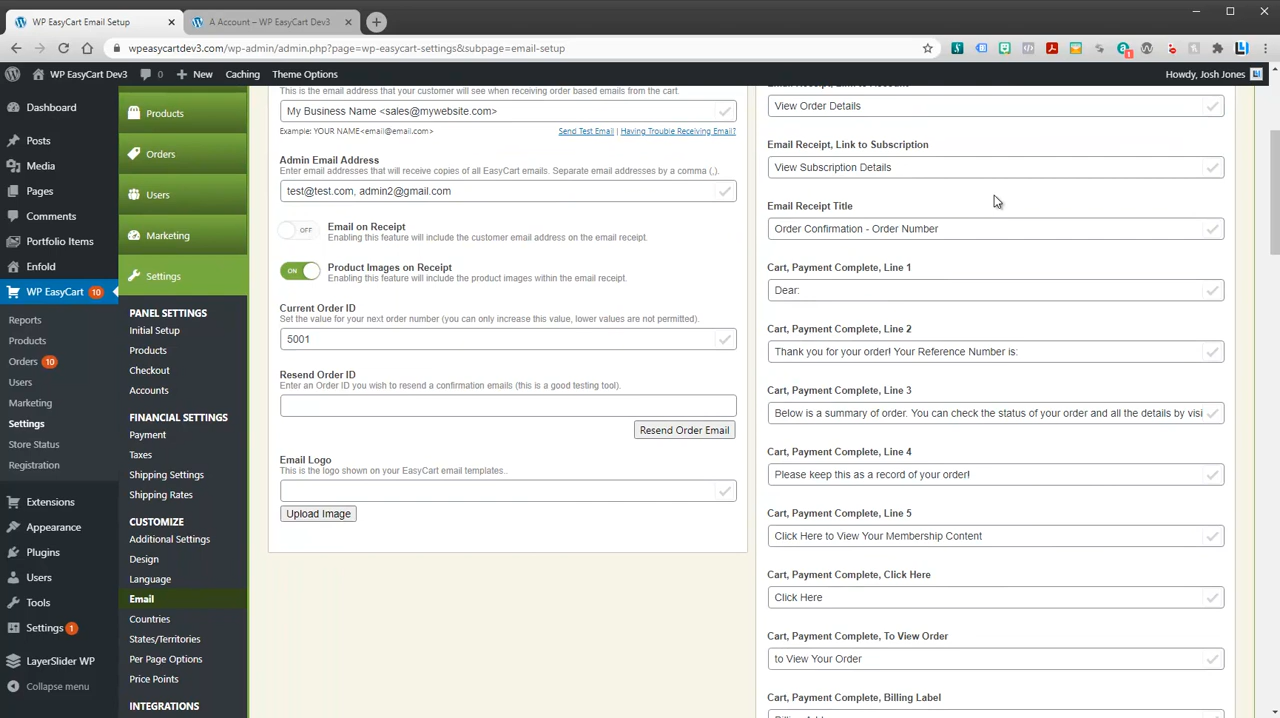 WP EasyCart Email Setup
A Account – WP EasyCart Dev3
wpeasycartdev3.com/wp-admin/admin.php?page=wp-easycart-settings&subpage=email-setup
WP EasyCart Dev3
0
New
Caching
Theme Options
Howdy, Josh Jones
Dashboard
Posts
Media
Pages
Comments
Portfolio Items
Enfold
WP EasyCart 10
Reports
Products
Orders 10
Users
Marketing
Settings
Store Status
Registration
Extensions
Appearance
Plugins
Users
Tools
Settings 1
LayerSlider WP
Collapse menu
Products
Orders
Users
Marketing
Settings
PANEL SETTINGS
Initial Setup
Products
Checkout
Accounts
FINANCIAL SETTINGS
Payment
Taxes
Shipping Settings
Shipping Rates
CUSTOMIZE
Additional Settings
Design
Language
Email
Countries
States/Territories
Per Page Options
Price Points
INTEGRATIONS
This is the email address that your customer will see when receiving order based emails from the cart.
My Business Name <sales@mywebsite.com>
Example: YOUR NAME<email@email.com>
Send Test Email | Having Trouble Receiving Email?
Admin Email Address
Enter email addresses that will receive copies of all EasyCart emails. Separate email addresses by a comma (,).
test@test.com, admin2@gmail.com
OFF
Email on Receipt
Enabling this feature will include the customer email address on the email receipt.
ON
Product Images on Receipt
Enabling this feature will include the product images within the email receipt.
Current Order ID
Set the value for your next order number (you can only increase this value, lower values are not permitted).
5001
Resend Order ID
Enter an Order ID you wish to resend a confirmation emails (this is a good testing tool).
Resend Order Email
Email Logo
This is the logo shown on your EasyCart email templates..
Upload Image
Email Receipt, Link to Account
View Order Details
Email Receipt, Link to Subscription
View Subscription Details
Email Receipt Title
Order Confirmation - Order Number
Cart, Payment Complete, Line 1
Dear:
Cart, Payment Complete, Line 2
Thank you for your order! Your Reference Number is:
Cart, Payment Complete, Line 3
Below is a summary of order. You can check the status of your order and all the details by visi
Cart, Payment Complete, Line 4
Please keep this as a record of your order!
Cart, Payment Complete, Line 5
Click Here to View Your Membership Content
Cart, Payment Complete, Click Here
Click Here
Cart, Payment Complete, To View Order
to View Your Order
Cart, Payment Complete, Billing Label